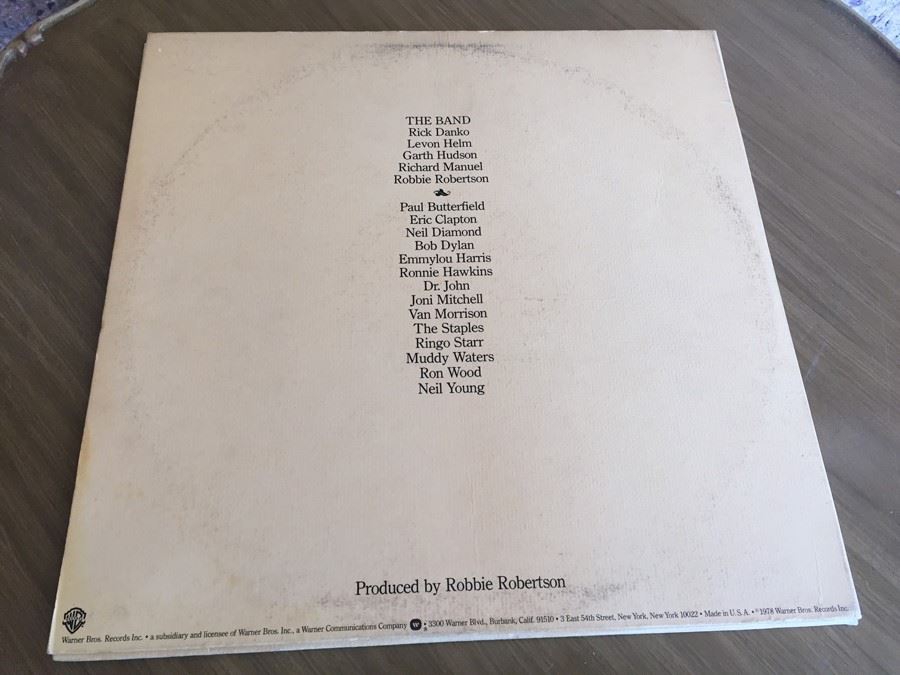 THE BAND
Rick Danko
Levon Helm
Garth Hudson
Richard Manuel
Robbie Robertson
Paul Butterfield
Eric Clapton
Neil Diamond
Bob Dylan
Emmylou Harris
Ronnie Hawkins
Dr. John
Joni Mitchell
Van Morrison
The Staples
Ringo Starr
Muddy Waters
Ron Wood
Neil Young
Produced by Robbie Robertson
Warner Bros. Records Inc. • a subsidiary and licensee of Warner Bros. Inc., a Warner Communications Company • 3300 Warner Blvd., Burbank, Calif. 91510 • 3 East 54th Street, New York, New York 10022 • Made in U.S.A. • ℗ 1978 Warner Bros. Records Inc.